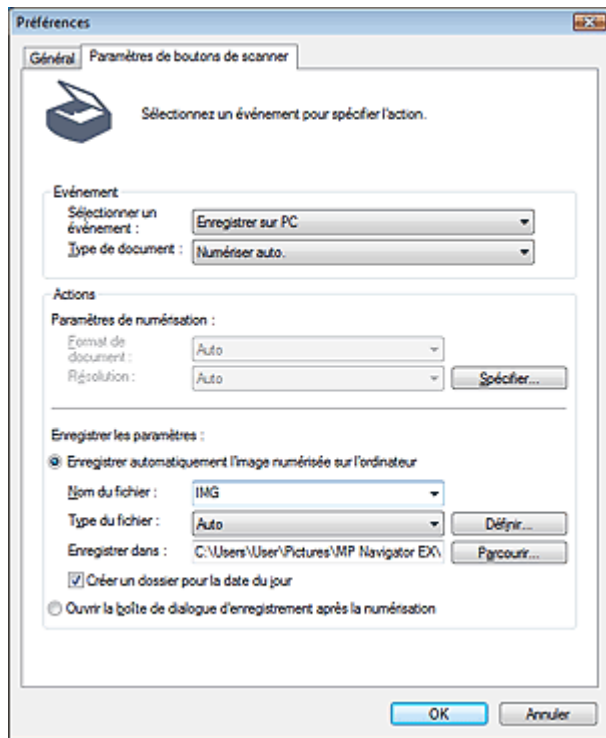 Préférences
Général
Paramètres de boutons de scanner
Sélectionnez un événement pour spécifier l'action.
Evénement
Sélectionner un
événement :
Enregistrer sur PC
Type de document :
Numériser auto.
Actions
Paramètres de numérisation :
Format de
document :
Auto
Résolution :
Auto
Spécifier...
Enregistrer les paramètres :
Enregistrer automatiquement l'image numérisée sur l'ordinateur
Nom du fichier :
IMG
Type du fichier :
Auto
Définir...
Enregistrer dans :
C:\Users\User\Pictures\MP Navigator EX\
Parcourir...
Créer un dossier pour la date du jour
Ouvrir la boîte de dialogue d'enregistrement après la numérisation
OK
Annuler